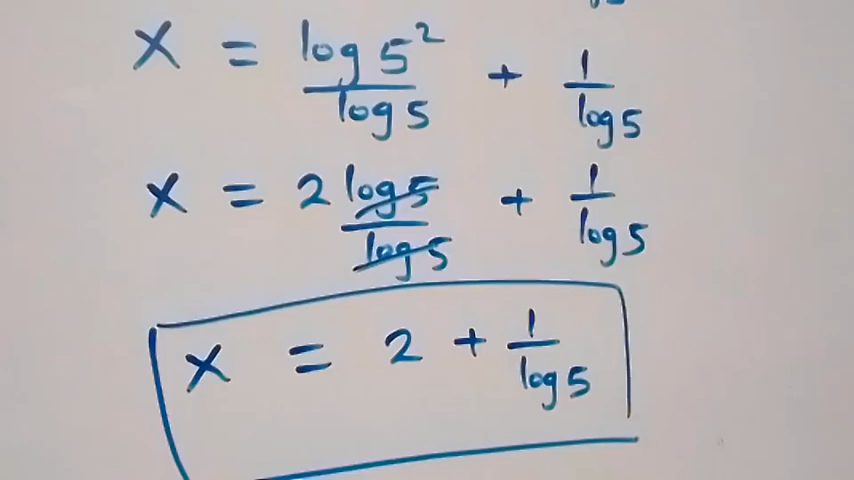 x = log 5² / log 5 + 1 / log 5
x = 2 log 5 / log 5 + 1 / log 5
x = 2 + 1 / log 5